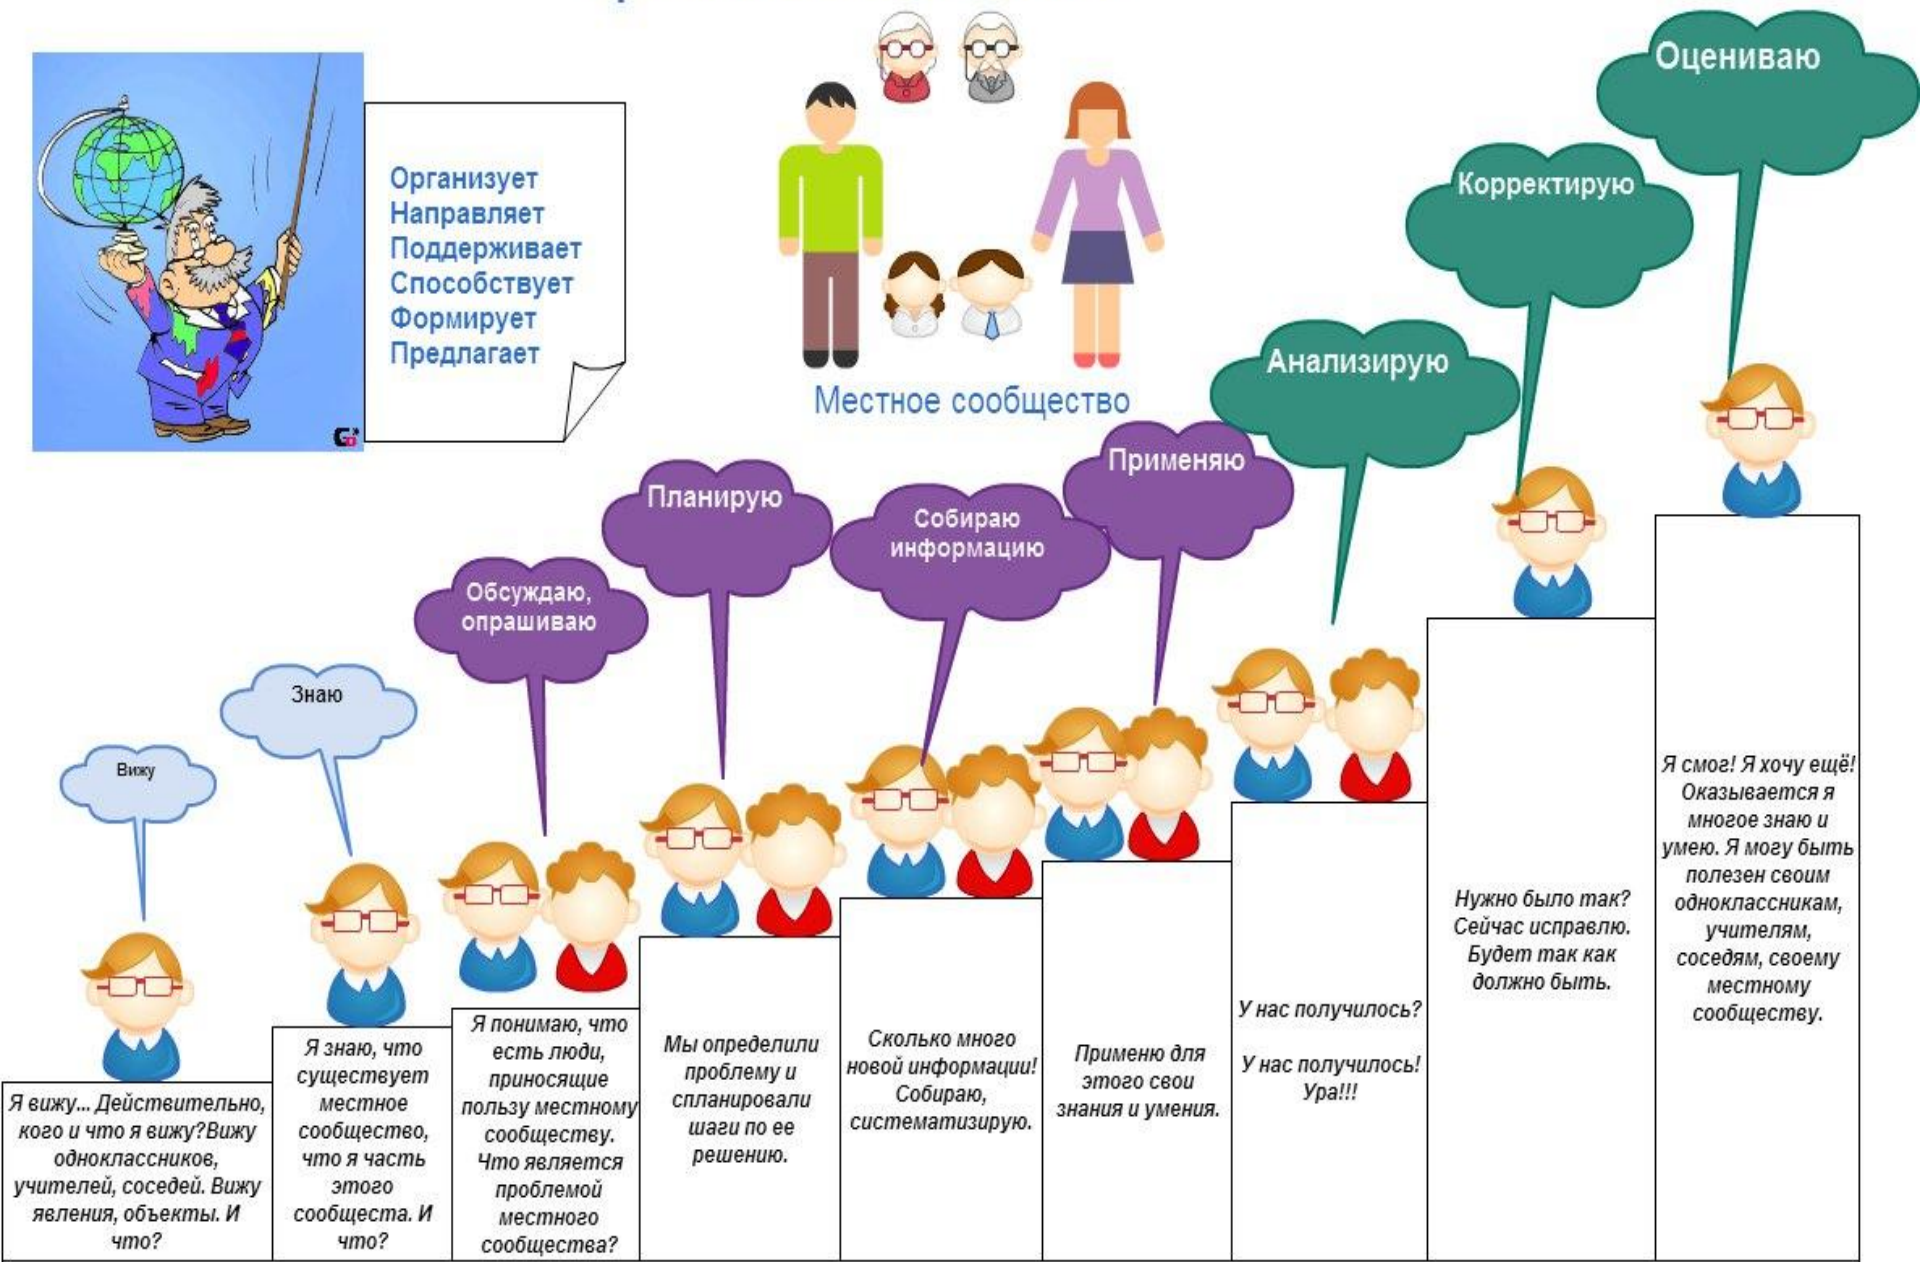 Организует
Направляет
Поддерживает
Способствует
Формирует
Предлагает
Местное сообщество
Вижу
Знаю
Обсуждаю,
опрашиваю
Планирую
Собираю
информацию
Применяю
Анализирую
Корректирую
Оцениваю
Я вижу... Действительно,
кого и что я вижу?Вижу
одноклассников,
учителей, соседей. Вижу
явления, объекты. И
что?
Я знаю, что
существует
местное
сообщество,
что я часть
этого
сообщеста. И
что?
Я понимаю, что
есть люди,
приносящие
пользу местному
сообществу.
Что является
проблемой
местного
сообщества?
Мы определили
проблему и
спланировали
шаги по ее
решению.
Сколько много
новой информации!
Собираю,
систематизирую.
Применю для
этого свои
знания и умения.
У нас получилось?
У нас получилось!
Ура!!!
Нужно было так?
Сейчас исправлю.
Будет так как
должно быть.
Я смог! Я хочу ещё!
Оказывается я
многое знаю и
умею. Я могу быть
полезен своим
одноклассникам,
учителям,
соседям, своему
местному
сообществу.